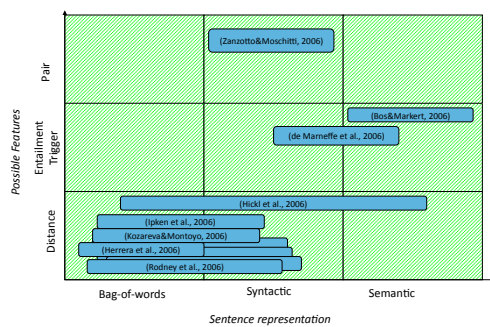 Possible Features
Pair
Entailment
Trigger
Distance
(Zanzotto&Moschitti, 2006)
(Bos&Markert, 2006)
(de Marneffe et al., 2006)
(Hickl et al., 2006)
(Ipken et al., 2006)
(Kozareva&Montoyo, 2006)
(Herrera et al., 2006)
(Rodney et al., 2006)
Bag-of-words
Syntactic
Semantic
Sentence representation